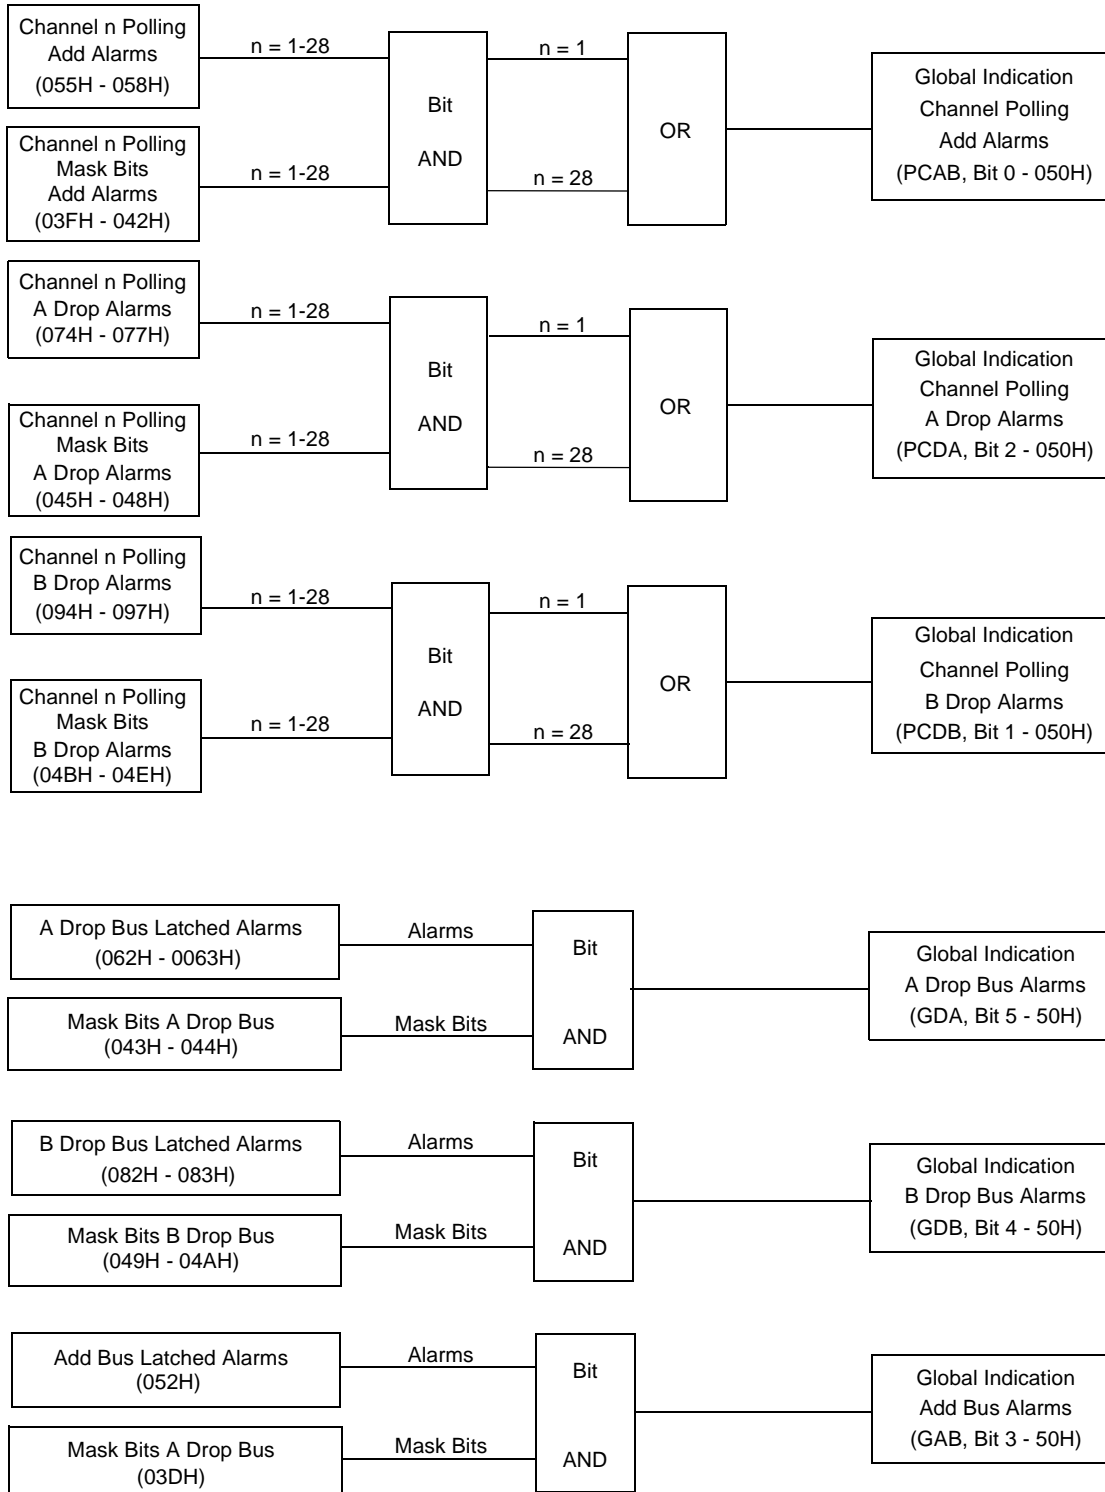 Channel n Polling
Add Alarms
(055H - 058H)
n = 1-28
Channel n Polling
Mask Bits
Add Alarms
(03FH - 042H)
n = 1-28
Bit
AND
n = 1
n = 28
OR
Global Indication
Channel Polling
Add Alarms
(PCAB, Bit 0 - 050H)
Channel n Polling
A Drop Alarms
(074H - 077H)
n = 1-28
Channel n Polling
Mask Bits
A Drop Alarms
(045H - 048H)
n = 1-28
Bit
AND
n = 1
n = 28
OR
Global Indication
Channel Polling
A Drop Alarms
(PCDA, Bit 2 - 050H)
Channel n Polling
B Drop Alarms
(094H - 097H)
n = 1-28
Channel n Polling
Mask Bits
B Drop Alarms
(04BH - 04EH)
n = 1-28
Bit
AND
n = 1
n = 28
OR
Global Indication
Channel Polling
B Drop Alarms
(PCDB, Bit 1 - 050H)
A Drop Bus Latched Alarms
(062H - 0063H)
Alarms
Mask Bits A Drop Bus
(043H - 044H)
Mask Bits
Bit
AND
Global Indication
A Drop Bus Alarms
(GDA, Bit 5 - 50H)
B Drop Bus Latched Alarms
(082H - 083H)
Alarms
Mask Bits B Drop Bus
(049H - 04AH)
Mask Bits
Bit
AND
Global Indication
B Drop Bus Alarms
(GDB, Bit 4 - 50H)
Add Bus Latched Alarms
(052H)
Alarms
Mask Bits A Drop Bus
(03DH)
Mask Bits
Bit
AND
Global Indication
Add Bus Alarms
(GAB, Bit 3 - 50H)